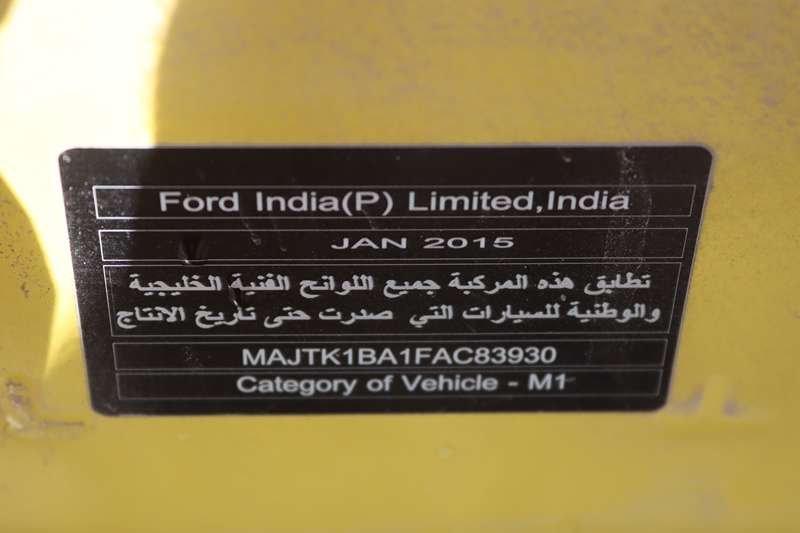 Ford India(P) Limited,India
JAN 2015
تطابق هذه المركبة جميع اللوائح الفنية الخليجية
والوطنية للسيارات التي صدرت حتى تاريخ الانتاج
MAJTK1BA1FAC83930
Category of Vehicle - M1